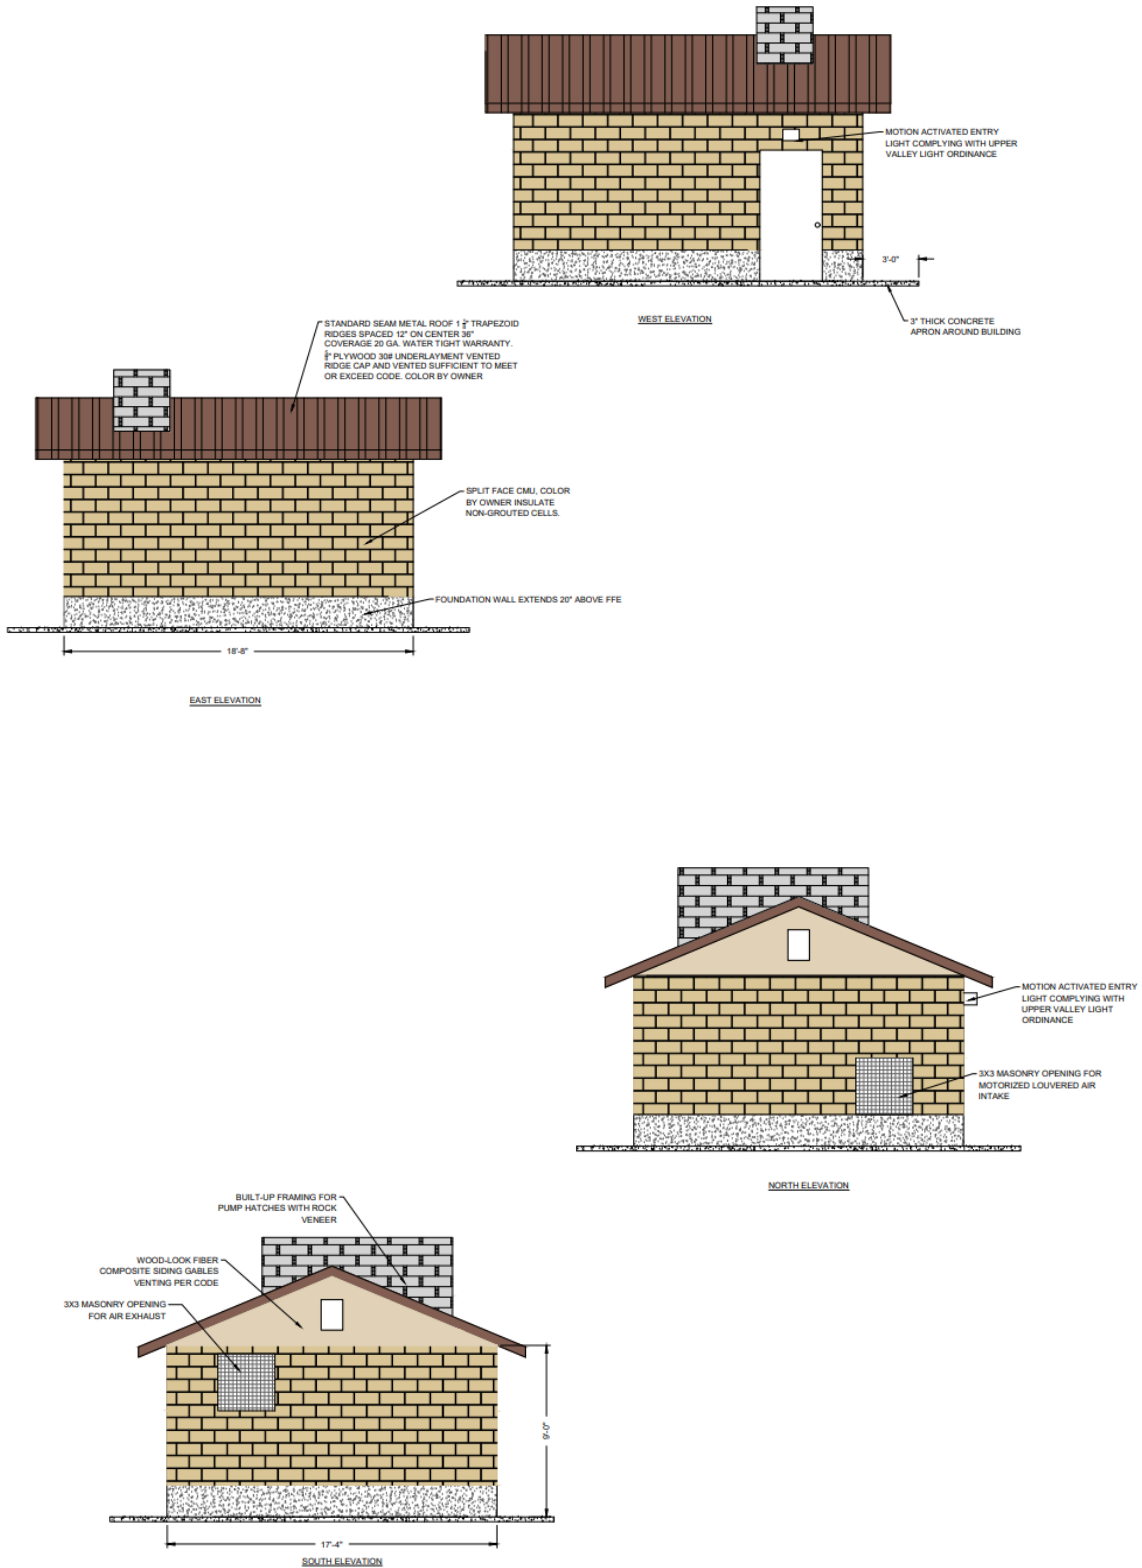 MOTION ACTIVATED ENTRY
LIGHT COMPLYING WITH UPPER
VALLEY LIGHT ORDINANCE
3'-0"
WEST ELEVATION
3" THICK CONCRETE
APRON AROUND BUILDING
STANDARD SEAM METAL ROOF 1 1/2" TRAPEZOID
RIDGES SPACED 12" ON CENTER 36"
COVERAGE 20 GA. WATER TIGHT WARRANTY.
PLYWOOD 30# UNDERLAYMENT VENTED
RIDGE CAP AND VENTED SUFFICIENT TO MEET
OR EXCEED CODE. COLOR BY OWNER
SPLIT FACE CMU, COLOR
BY OWNER INSULATE
NON-GROUTED CELLS.
FOUNDATION WALL EXTENDS 20" ABOVE FFE
18'-8"
EAST ELEVATION
MOTION ACTIVATED ENTRY
LIGHT COMPLYING WITH
UPPER VALLEY LIGHT
ORDINANCE
3X3 MASONRY OPENING FOR
MOTORIZED LOUVERED AIR
INTAKE
NORTH ELEVATION
BUILT-UP FRAMING FOR
PUMP HATCHES WITH ROCK
VENEER
WOOD-LOOK FIBER
COMPOSITE SIDING GABLES
VENTING PER CODE
3X3 MASONRY OPENING
FOR AIR EXHAUST
9'-0"
17'-4"
SOUTH ELEVATION